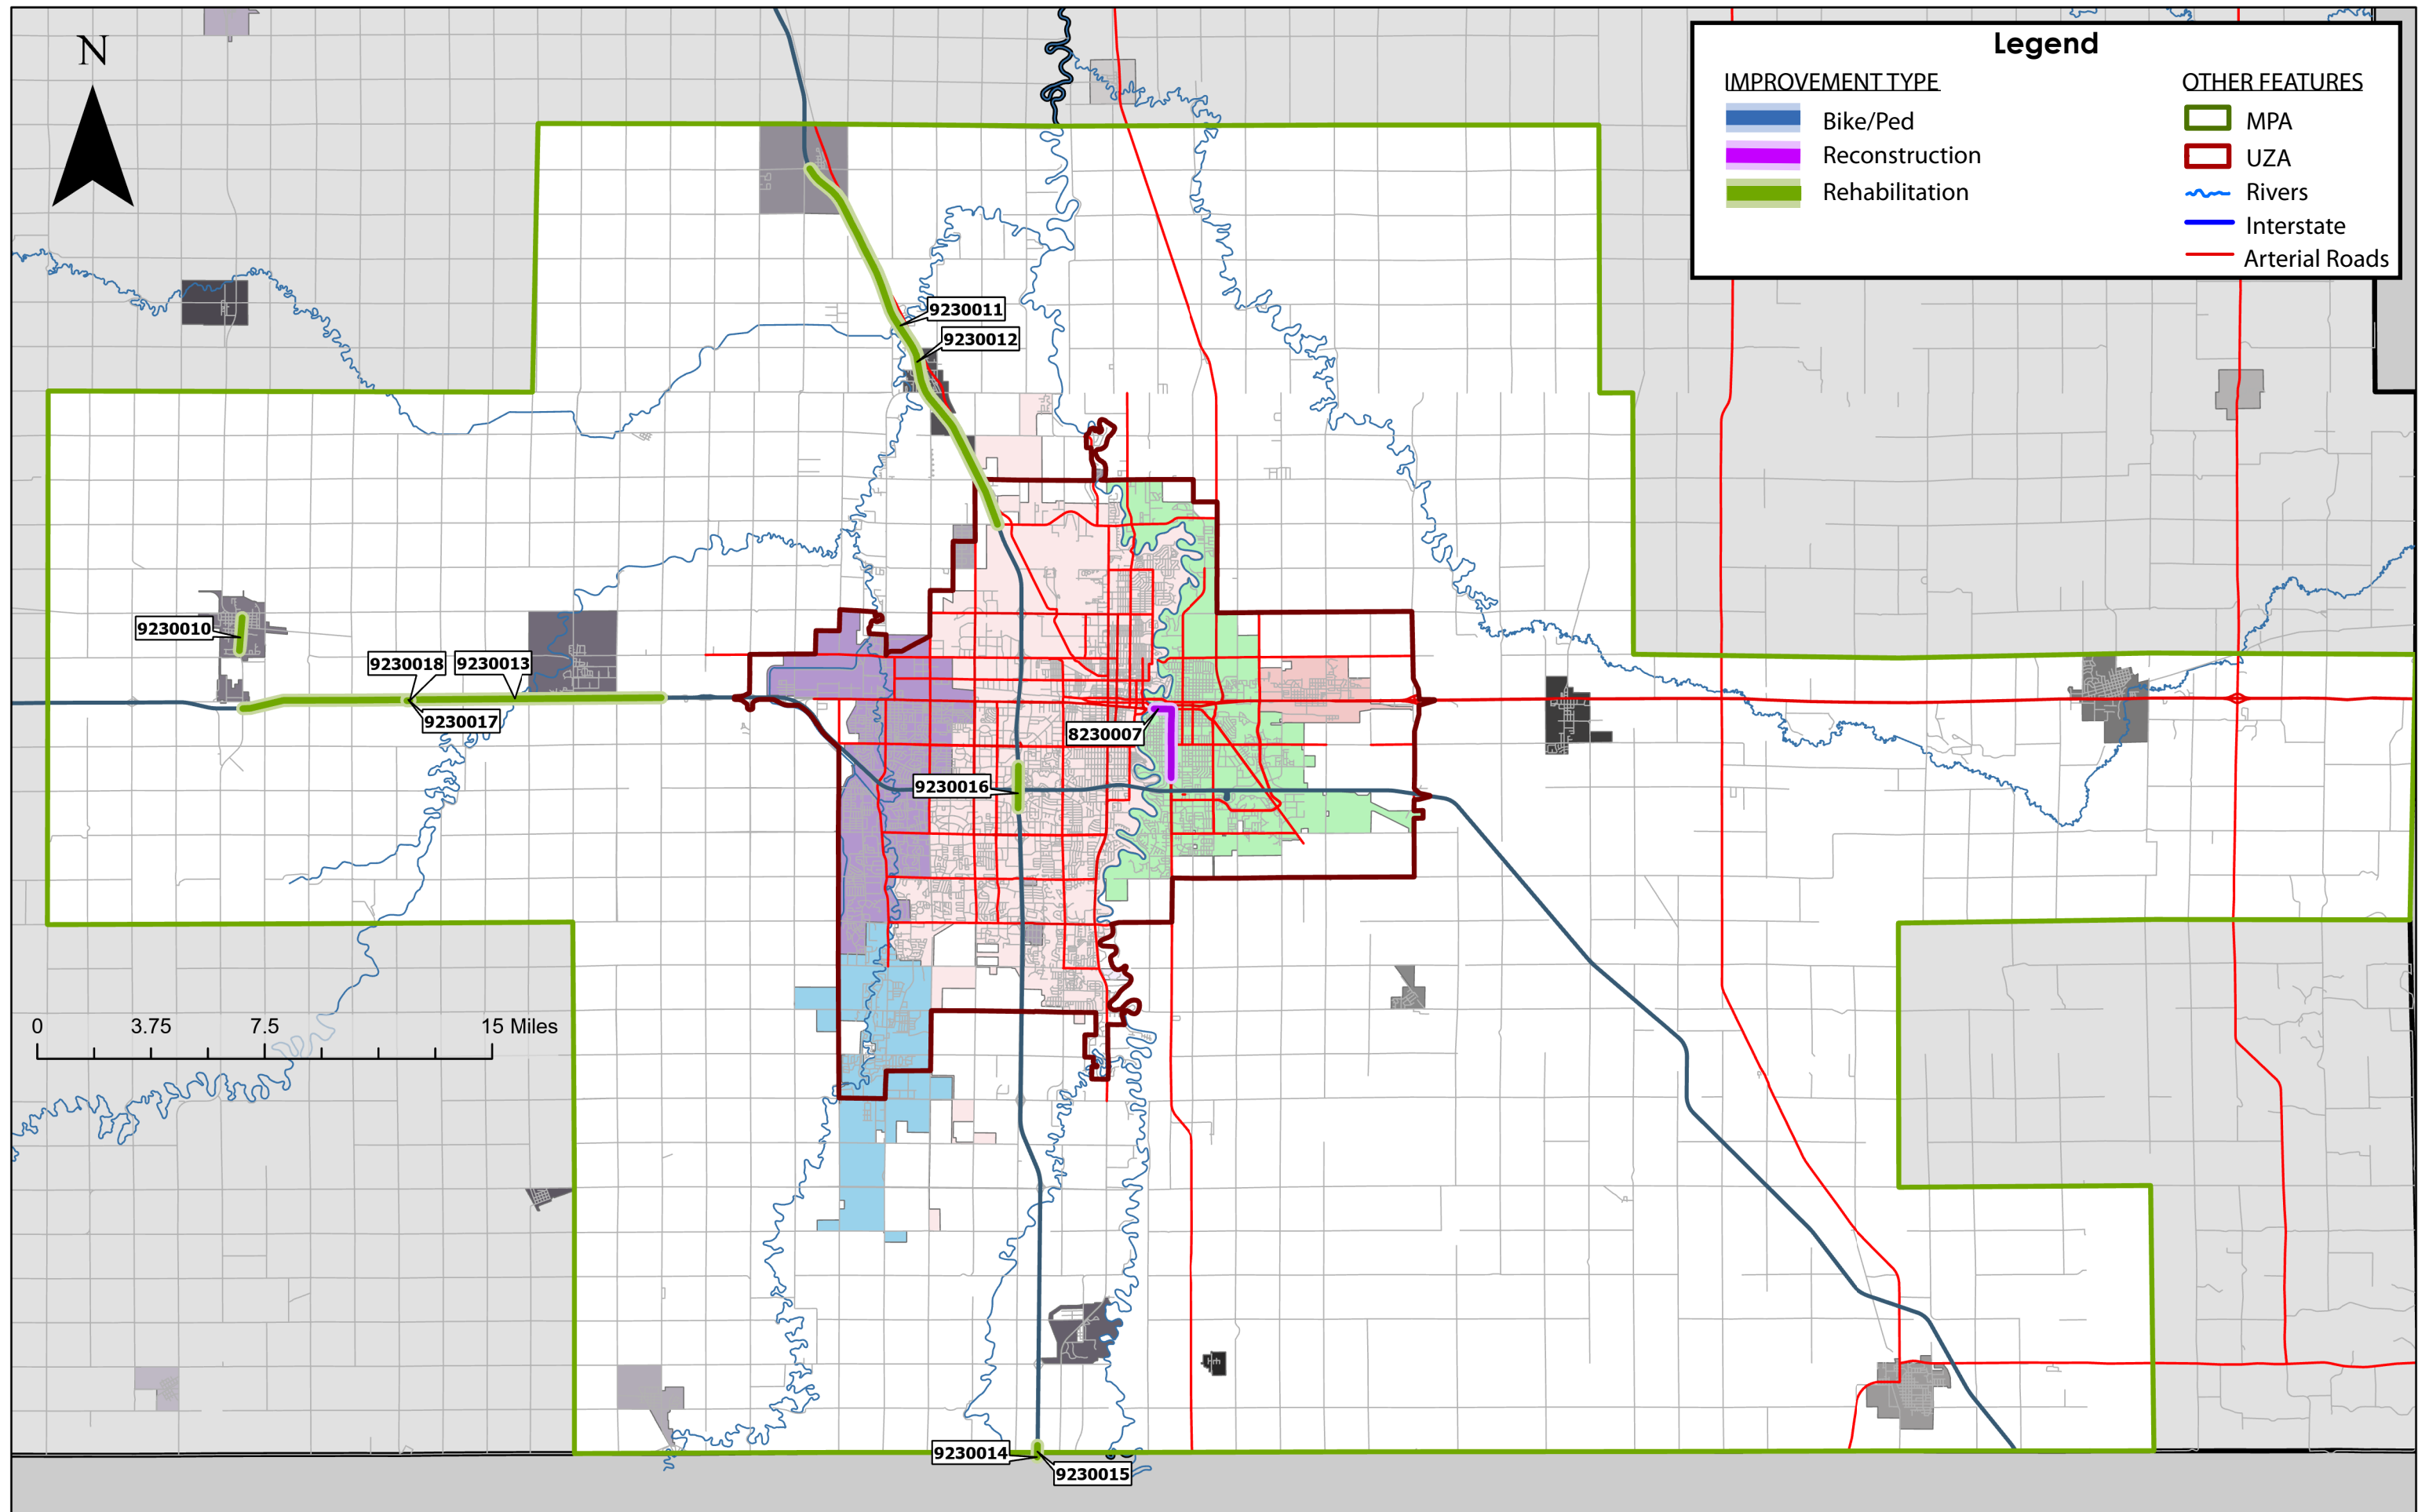 Legend
N
IMPROVEMENT TYPE
OTHER FEATURES
Bike/Ped
MPA
Reconstruction
UZA
Rehabilitation
Rivers
Interstate
Arterial Roads
9230011
9230012
9230010
9230018
9230013
9230017
8230007
9230016
0
3.75
7.5
15 Miles
9230014
9230015